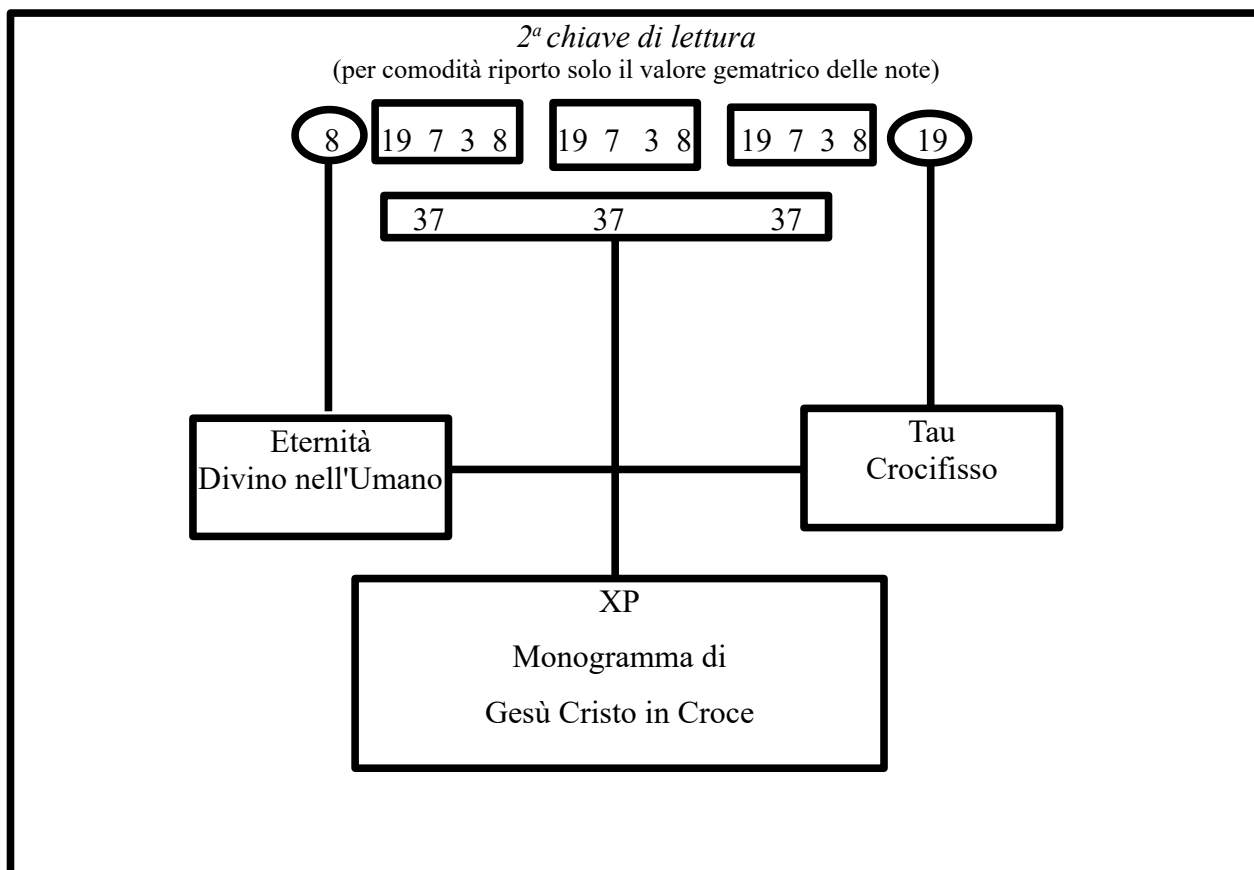 2ª chiave di lettura
(per comodità riporto solo il valore gematrico delle note)
8 19 7 3 8 19 7 3 8 19 7 3 8 19
37 37 37
Eternità
Divino nell'Umano
Tau
Crocifisso
XP
Monogramma di
Gesù Cristo in Croce